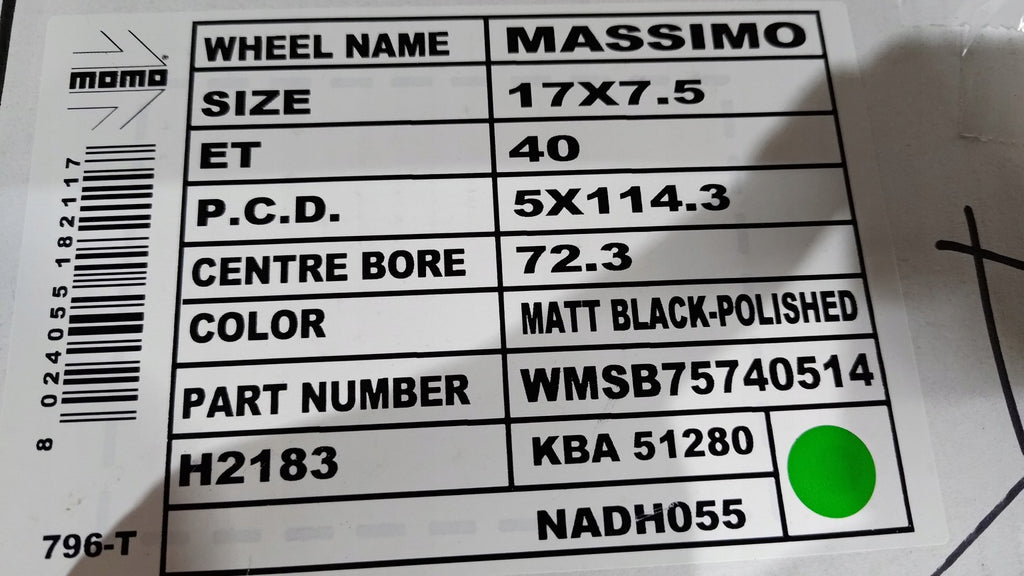 momo
8 024055 182117
WHEEL NAME MASSIMO
SIZE 17X7.5
ET 40
P.C.D. 5X114.3
CENTRE BORE 72.3
COLOR MATT BLACK-POLISHED
PART NUMBER WMSB75740514
H2183 KBA 51280
NADH055
796-T